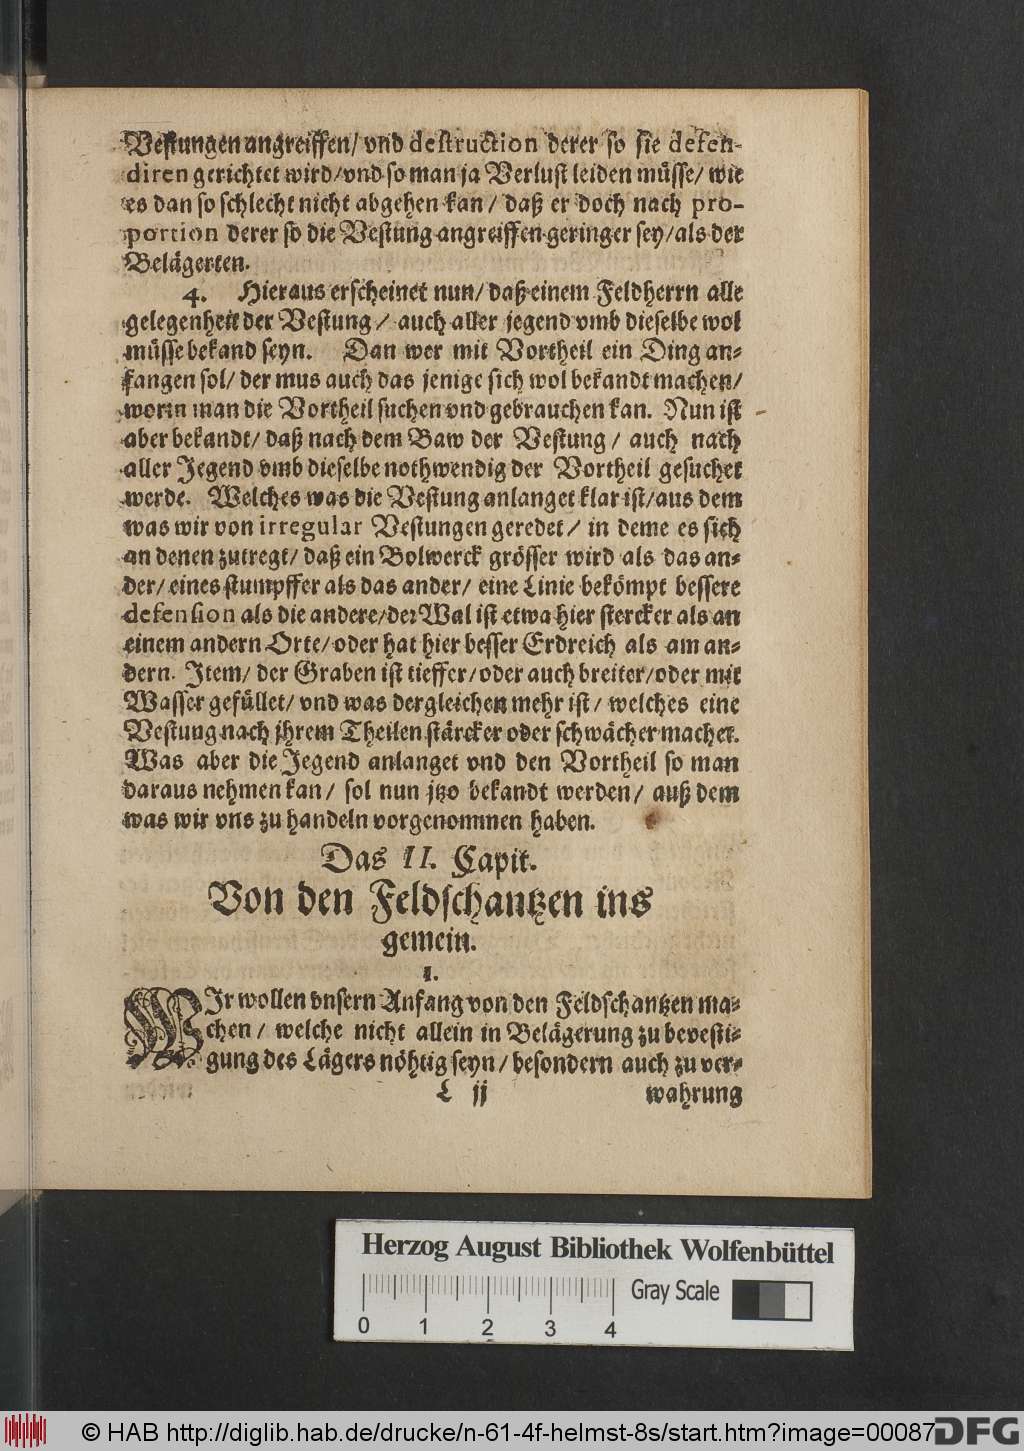 Vestungen angreiffen/ vnd destruction derer so sie defen-
diren gerichtet wird/ vnd so man ja Verlust leiden müsse/ wie
es dan so schlecht nicht abgehen kan/ daß er doch nach pro-
portion derer so die Vestung angreiffen geringer sey/ als der
Belägerten.
4. Hieraus erscheinet nun/ daß einem Feldherrn alle
gelegenheit der Vestung/ auch aller jegend vmb dieselbe wol
müsse bekand seyn. Dan wer mit Vortheil ein Ding an-
fangen sol/ der mus auch das jenige sich wol bekandt machen/
worin man die Vortheil suchen vnd gebrauchen kan. Nun ist
aber bekandt/ daß nach dem Baw der Vestung/ auch nach
aller Jegend vmb dieselbe nothwendig der Vortheil gesuchet
werde. Welches was die Vestung anlanget klar ist/ aus dem
was wir von irregular Vestungen geredet/ in deme es sich
an denen zutregt/ daß ein Bolwerck grösser wird als das an-
der/ eines stumpffer als das ander/ eine Linie bekömpt bessere
defension als die andere/ der Wal ist etwa hier stercker als an
einem andern Orte/ oder hat hier besser Erdreich als am an-
dern. Item/ der Graben ist tieffer/ oder auch breiter/ oder mit
Wasser gefüllet/ vnd was dergleichen mehr ist/ welches eine
Vestung nach jhrem Theilen stärcker oder schwächer machet.
Was aber die Jegend anlanget vnd den Vortheil so man
daraus nehmen kan/ sol nun jtzo bekandt werden/ auß dem
was wir vns zu handeln vorgenommen haben.
Das II. Capit.
Von den Feldschantzen ins
gemein.
1.
WIr wollen vnsern Anfang von den Feldschantzen ma-
chen/ welche nicht allein in Belägerung zu bevesti-
gung des Lägers nöhtig seyn/ besondern auch zu ver-
L ij wahrung
Herzog August Bibliothek Wolfenbüttel
Gray Scale
0 1 2 3 4
© HAB http://diglib.hab.de/drucke/n-61-4f-helmst-8s/start.htm?image=00087
DFG